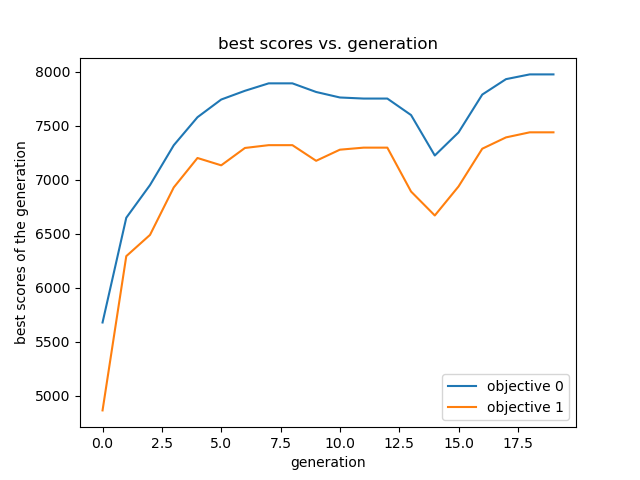 best scores vs. generation
best scores of the generation
8000
7500
7000
6500
6000
5500
5000
0.0 2.5 5.0 7.5 10.0 12.5 15.0 17.5
generation
objective 0
objective 1